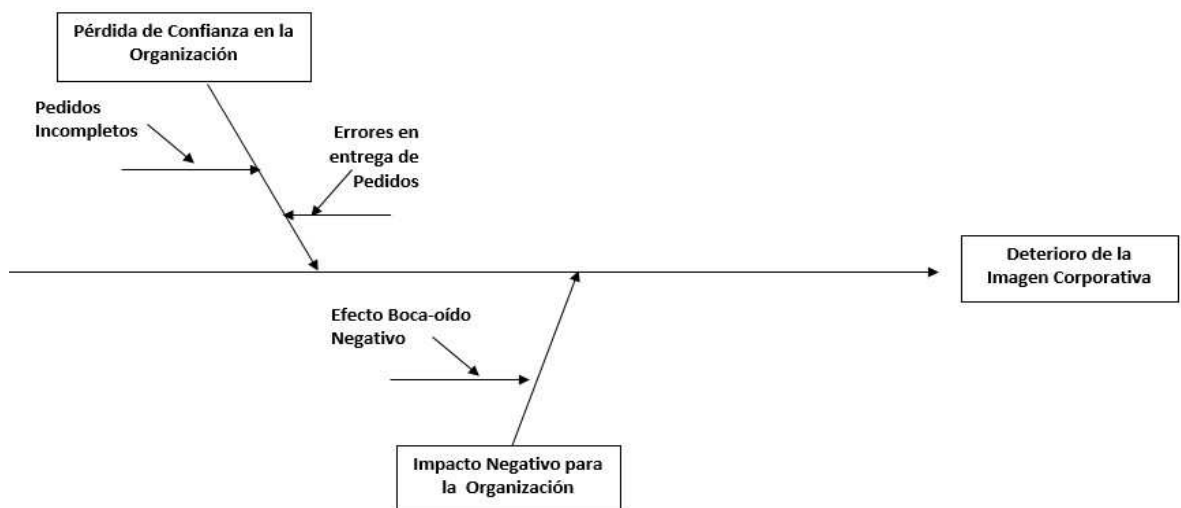 Pérdida de Confianza en la
Organización
Pedidos
Incompletos
Errores en
entrega de
Pedidos
Deterioro de la
Imagen Corporativa
Efecto Boca-oído
Negativo
Impacto Negativo para
la Organización